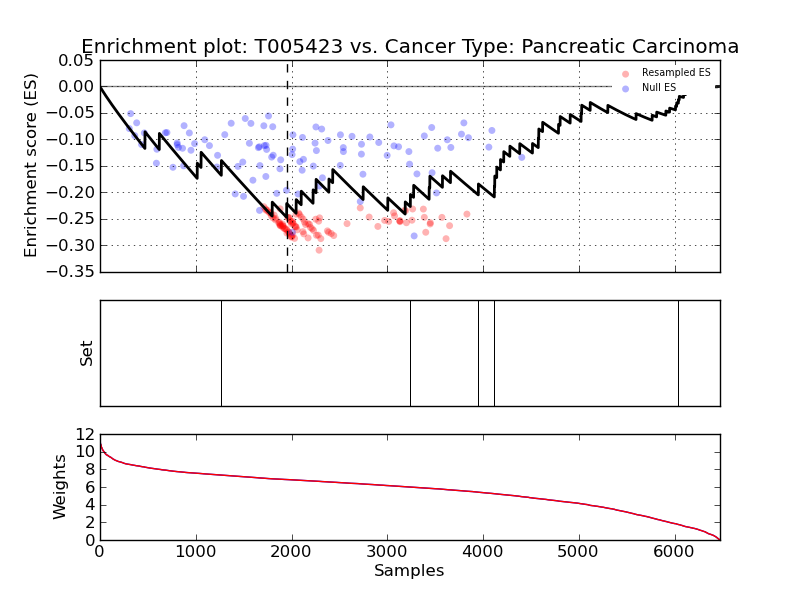 Enrichment plot: T005423 vs. Cancer Type: Pancreatic Carcinoma
Enrichment score (ES)
0.05
0.00
−0.05
−0.10
−0.15
−0.20
−0.25
−0.30
−0.35
Resampled ES
Null ES
Set
Weights
12
10
8
6
4
2
0
0 1000 2000 3000 4000 5000 6000
Samples